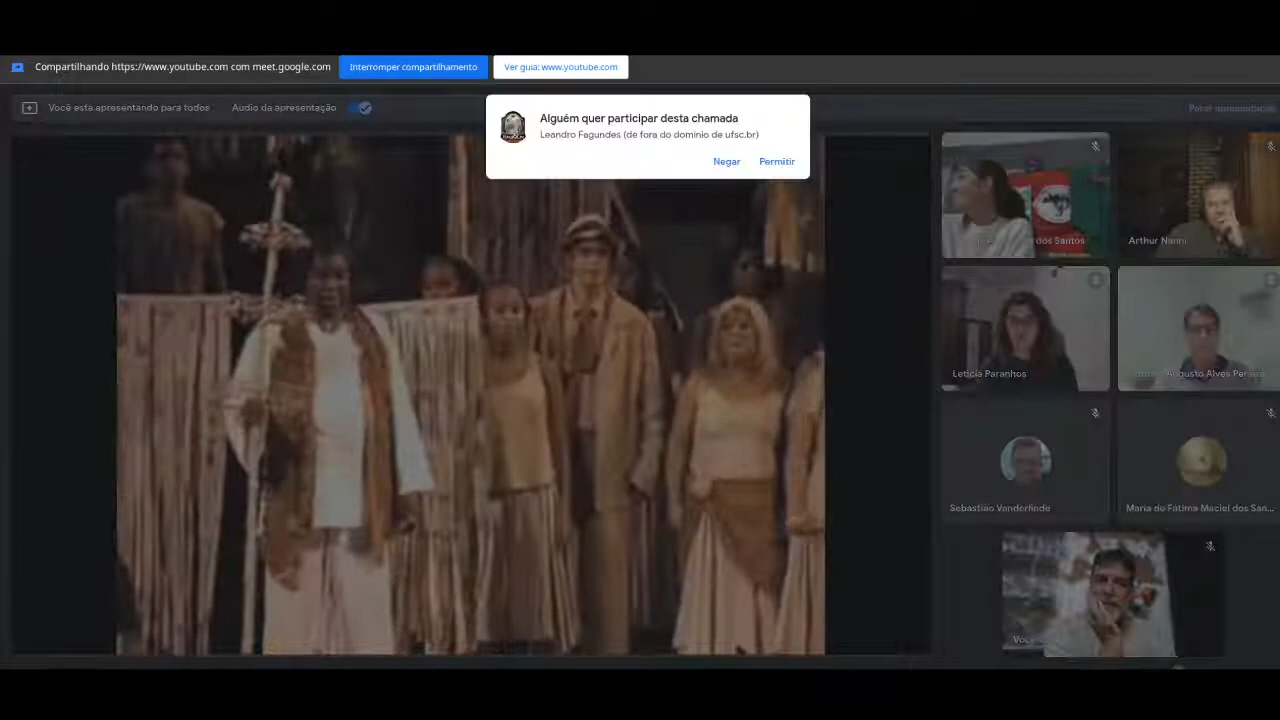 Compartilhando https://www.youtube.com com meet.google.com
Interromper compartilhamento
Ver guia: www.youtube.com
Você está apresentando para todos
Áudio da apresentação
Parar apresentação
Alguém quer participar desta chamada
Leandro Fagundes (de fora do domínio de ufsc.br)
Negar
Permitir
dos Santos
Arthur Nanni
Leticia Paranhos
Augusto Alves Pereira
Sebastião Vanderlinde
Maria de Fátima Maciel dos San...
Você